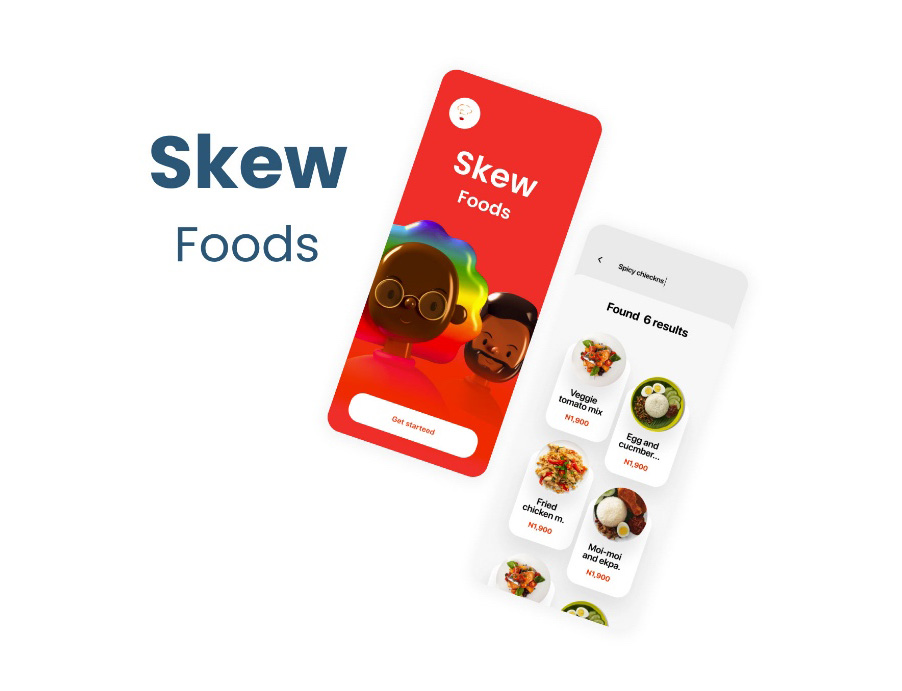 Skew
Foods
Skew
Foods
Get starteed
Spicy chieckns
Found 6 results
Veggie
tomato mix
N1,900
Egg and
cucmber...
N1,900
Fried
chicken m.
N1,900
Moi-moi
and ekpa.
N1,900